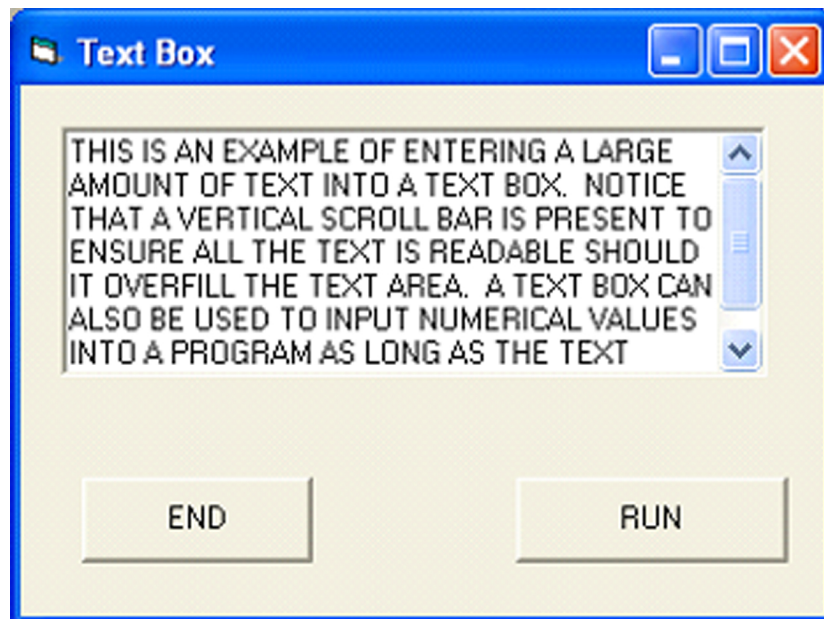 Text Box
THIS IS AN EXAMPLE OF ENTERING A LARGE
AMOUNT OF TEXT INTO A TEXT BOX.  NOTICE
THAT A VERTICAL SCROLL BAR IS PRESENT TO
ENSURE ALL THE TEXT IS READABLE SHOULD
IT OVERFILL THE TEXT AREA.  A TEXT BOX CAN
ALSO BE USED TO INPUT NUMERICAL VALUES
INTO A PROGRAM AS LONG AS THE TEXT
END
RUN